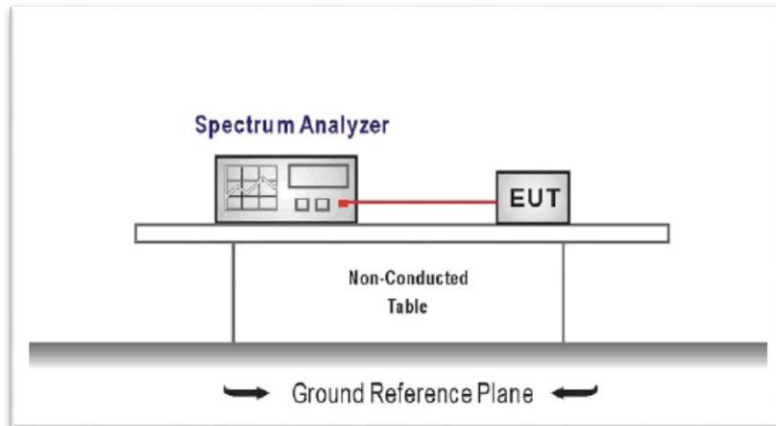 Spectrum Analyzer
EUT
Non-Conducted
Table
Ground Reference Plane